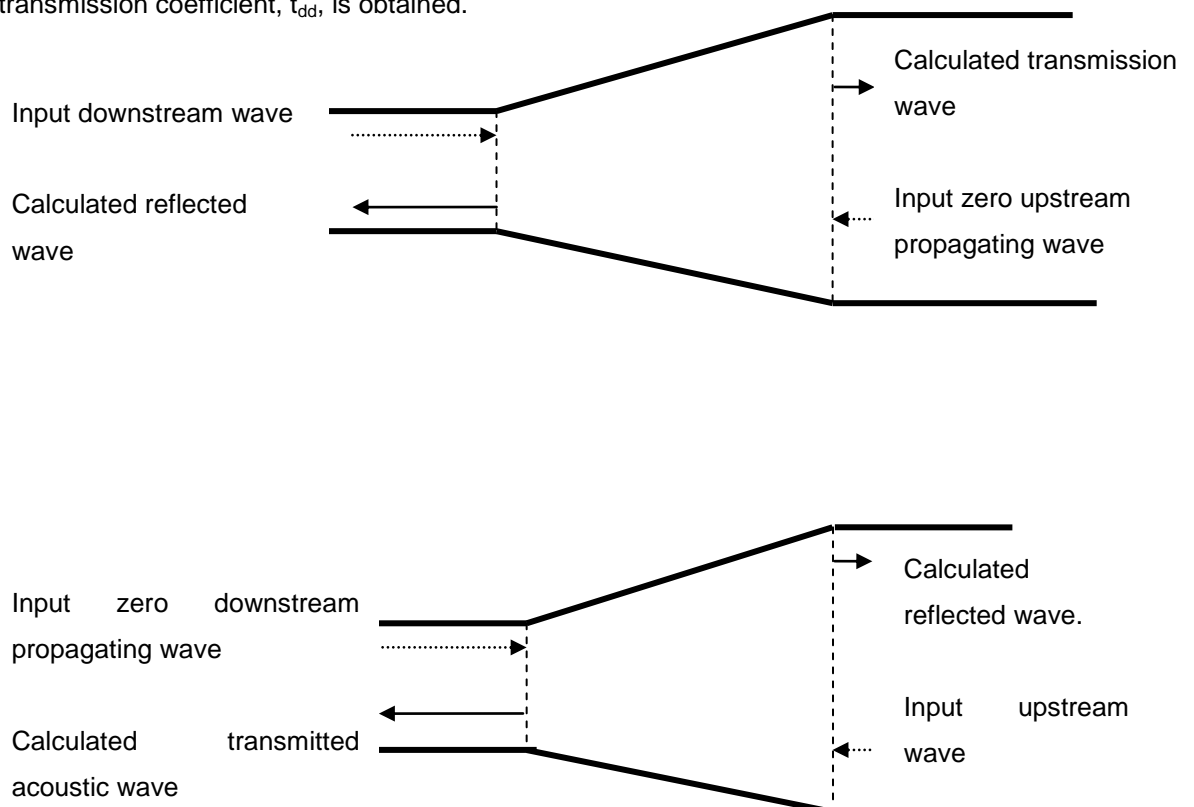 transmission coefficient, tdd, is obtained.
Input downstream wave
Calculated reflected
wave
Calculated transmission
wave
Input zero upstream
propagating wave
Input zero downstream
propagating wave
Calculated transmitted
acoustic wave
Calculated
reflected wave.
Input upstream
wave